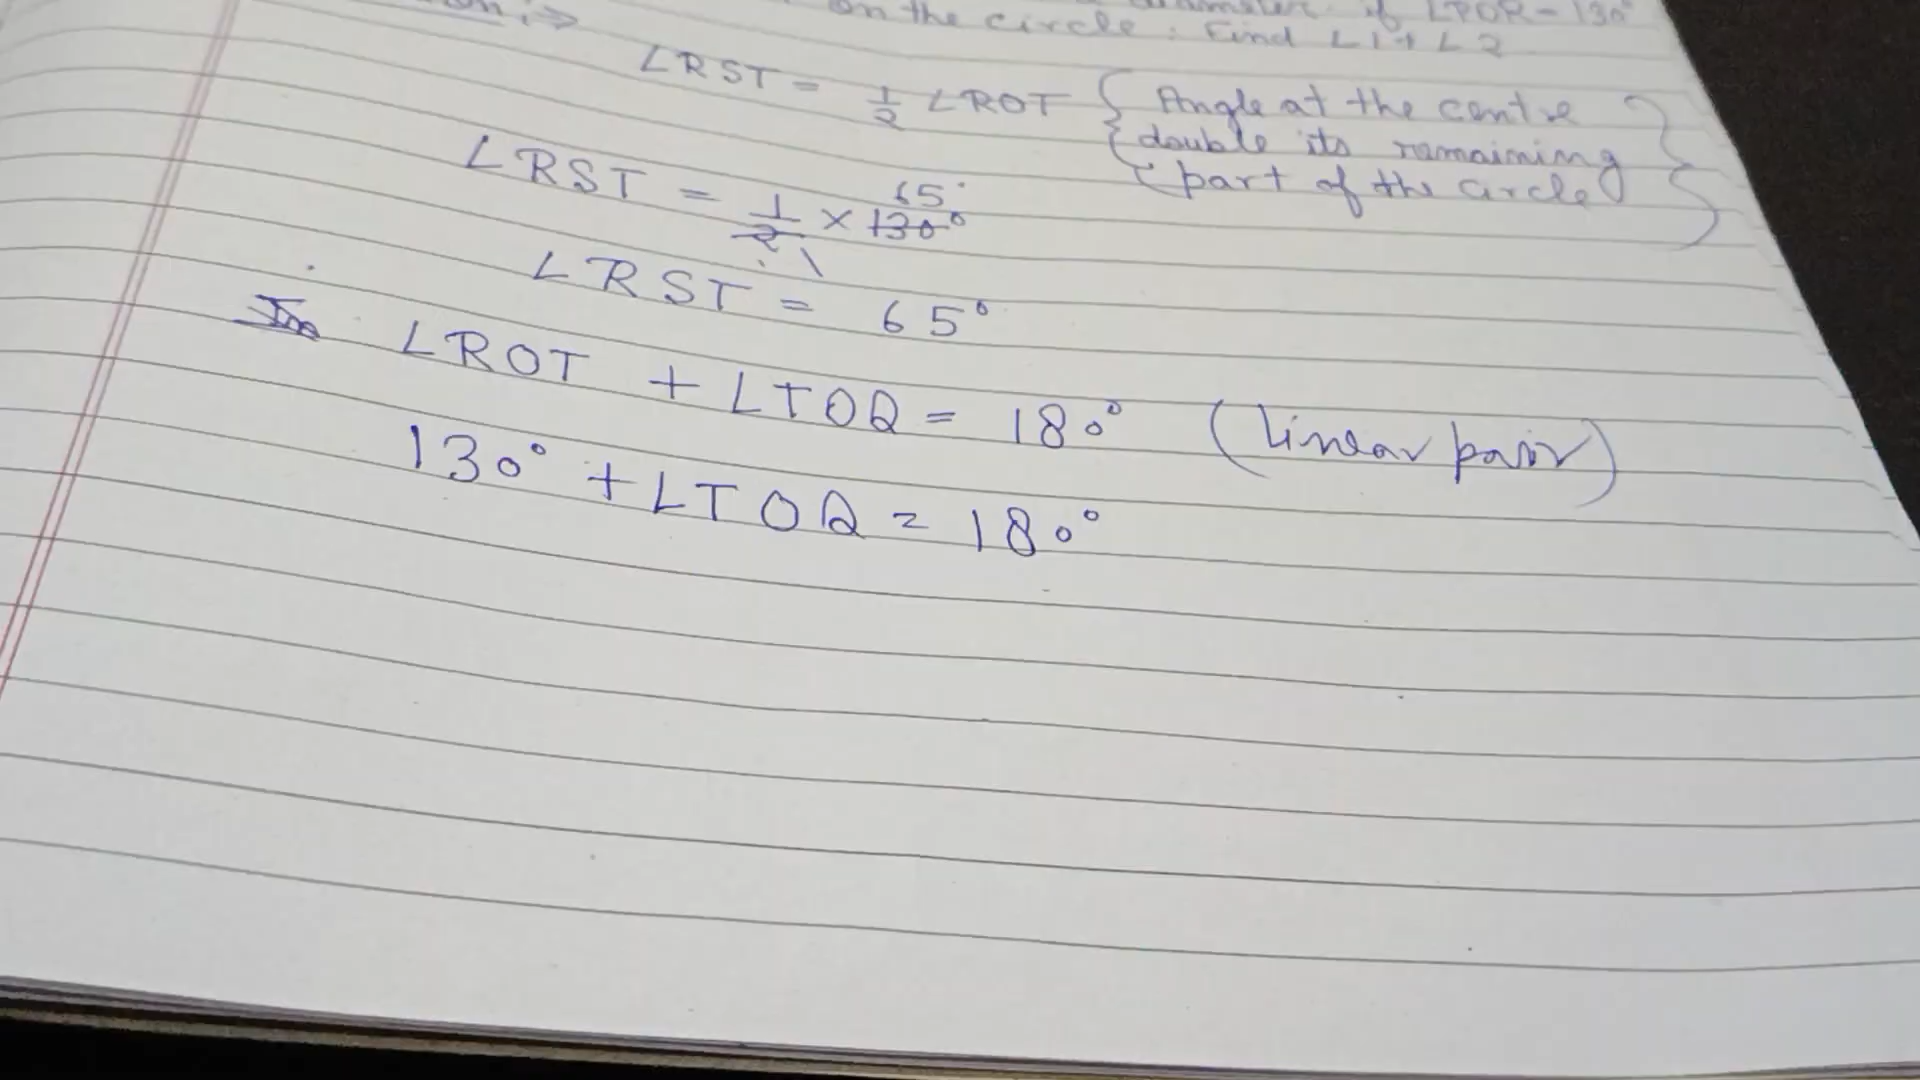 on the circle. Find ∠1+∠2
∠RST = 1/2 ∠ROT { Angle at the centre
double its remaining
part of the circle }
∠RST = 1/2 × 130° 65° 1
∠RST = 65°
∠ROT + ∠TOQ = 180° (linear pair)
130° + ∠TOQ = 180°